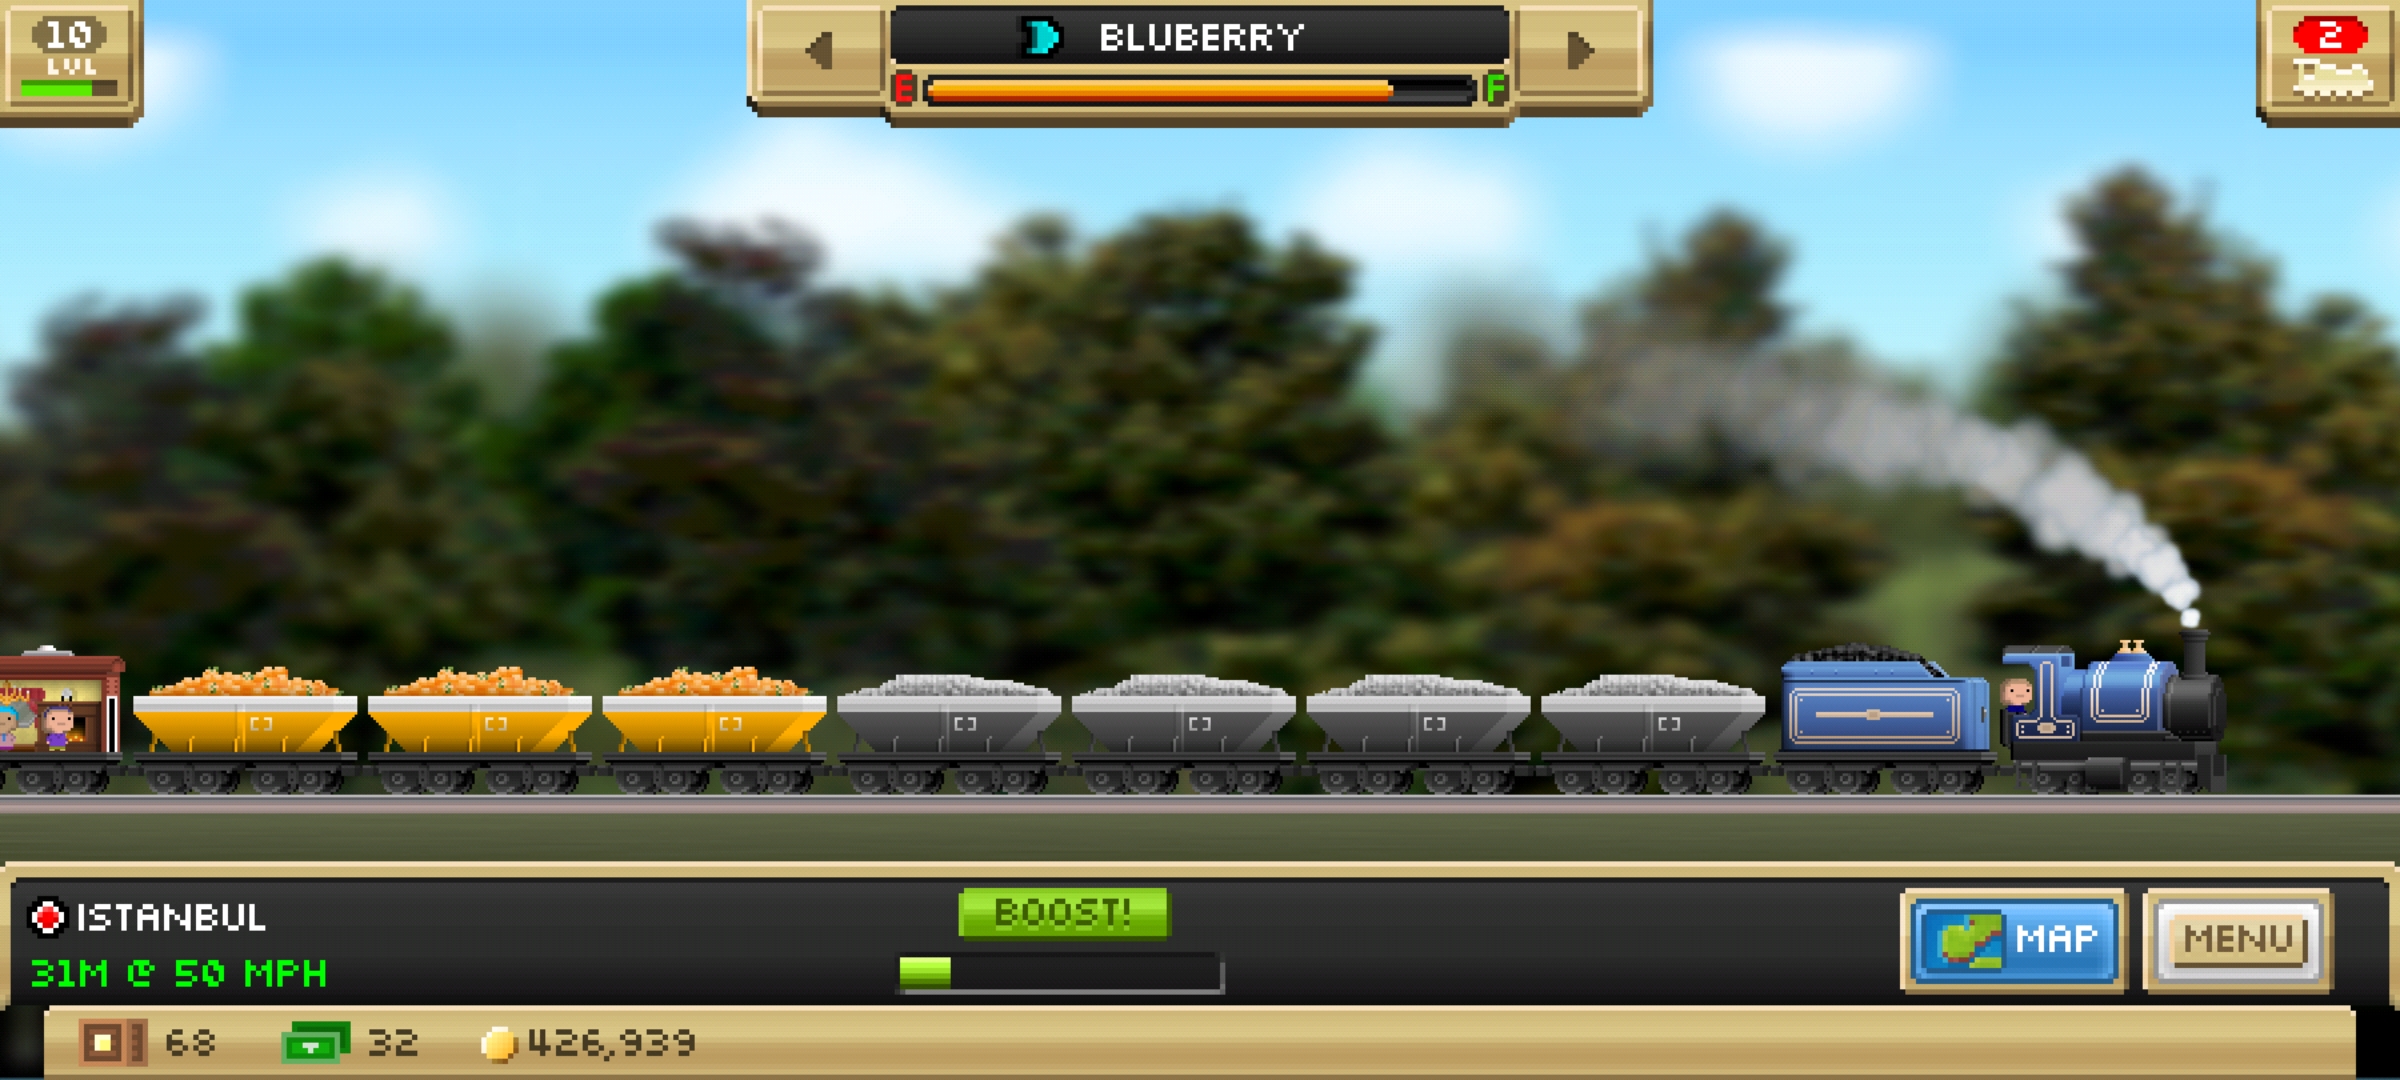 10
LVL
BLUBERRY
E
F
2
ISTANBUL
31M @ 50 MPH
BOOST!
MAP
MENU
68
32
426,939